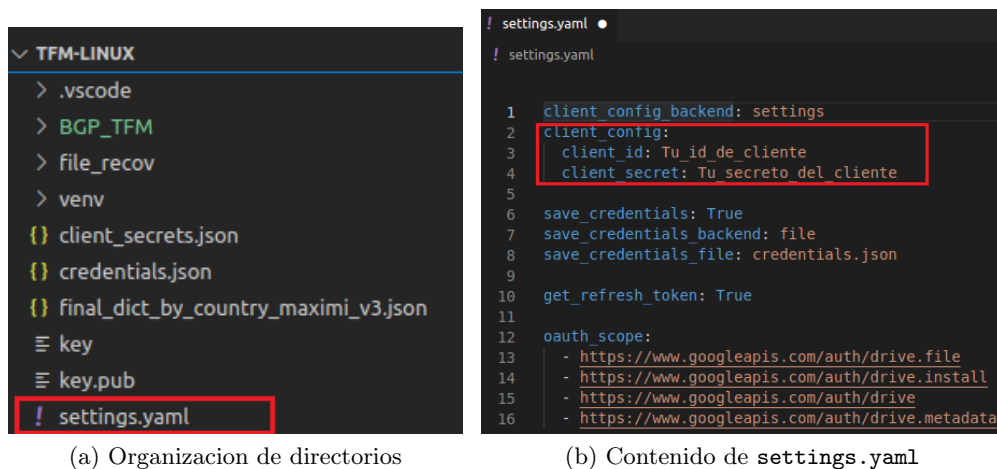 TFM-LINUX
.vscode
BGP_TFM
file_recov
venv
{} client_secrets.json
{} credentials.json
{} final_dict_by_country_maximi_v3.json
key
key.pub
! settings.yaml
(a) Organizacion de directorios
! settings.yaml ●
! settings.yaml
1 client_config_backend: settings
2 client_config:
3   client_id: Tu_id_de_cliente
4   client_secret: Tu_secreto_del_cliente
5
6 save_credentials: True
7 save_credentials_backend: file
8 save_credentials_file: credentials.json
9
10 get_refresh_token: True
11
12 oauth_scope:
13   - https://www.googleapis.com/auth/drive.file
14   - https://www.googleapis.com/auth/drive.install
15   - https://www.googleapis.com/auth/drive
16   - https://www.googleapis.com/auth/drive.metadata
(b) Contenido de settings.yaml